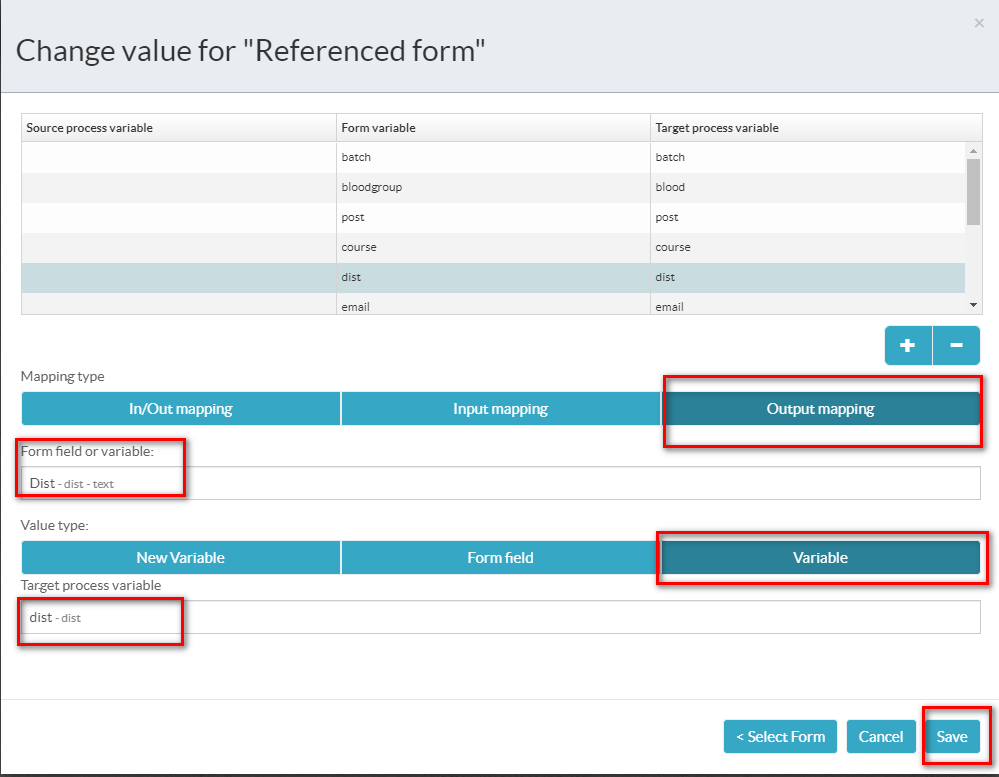 ×
Change value for "Referenced form"
Source process variable Form variable Target process variable
batch batch
bloodgroup blood
post post
course course
dist dist
email email
+ −
Mapping type
In/Out mapping Input mapping Output mapping
Form field or variable:
Dist - dist - text
Value type:
New Variable Form field Variable
Target process variable
dist - dist
< Select Form Cancel Save